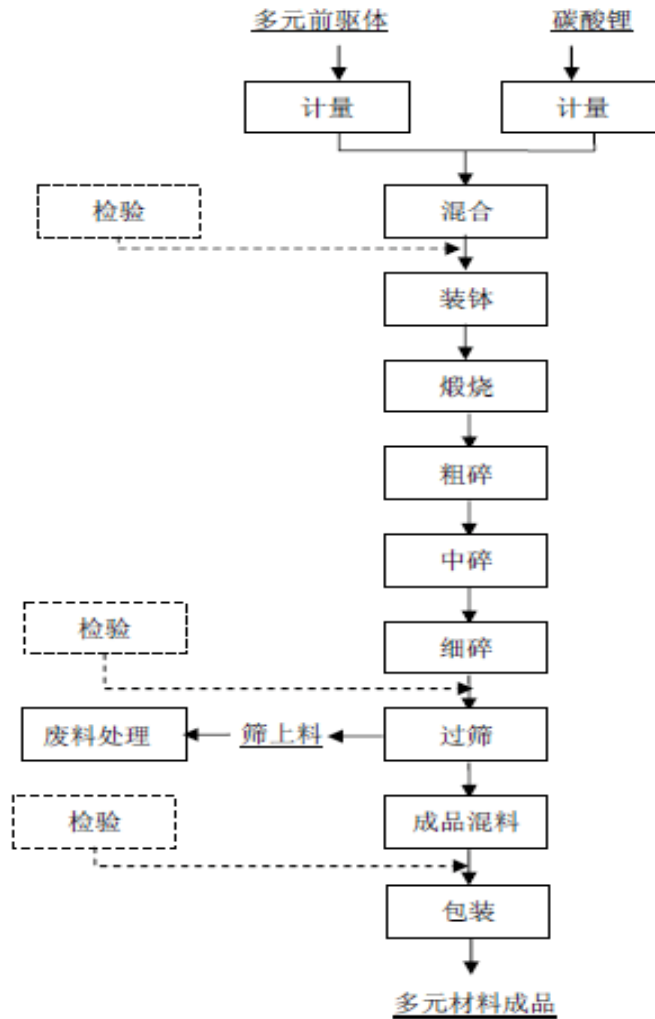 多元前驱体
碳酸锂
计量
计量
检验
混合
装钵
煅烧
粗碎
中碎
检验
细碎
废料处理
筛上料
过筛
检验
成品混料
包装
多元材料成品